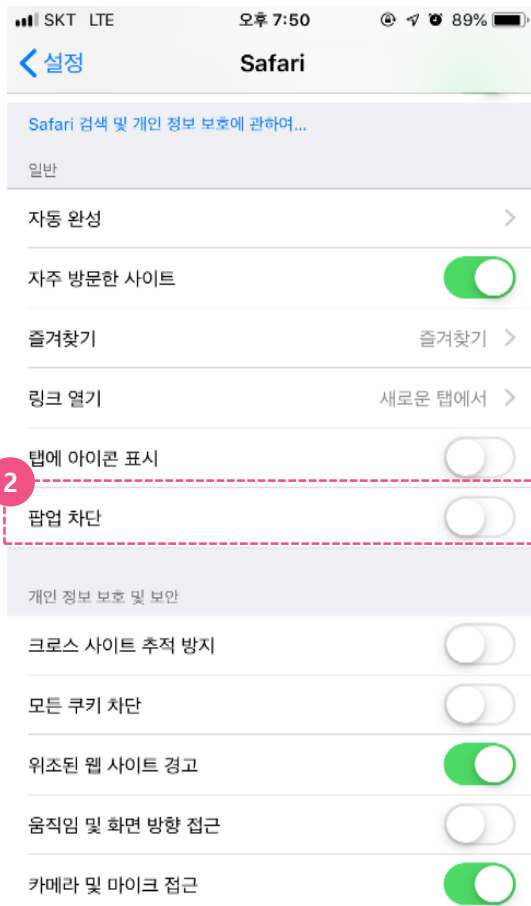 SKT LTE 오후 7:50 89%
설정 Safari
Safari 검색 및 개인 정보 보호에 관하여...
일반
자동 완성
자주 방문한 사이트
즐겨찾기 즐겨찾기
링크 열기 새로운 탭에서
탭에 아이콘 표시
2
팝업 차단
개인 정보 보호 및 보안
크로스 사이트 추적 방지
모든 쿠키 차단
위조된 웹 사이트 경고
움직임 및 화면 방향 접근
카메라 및 마이크 접근